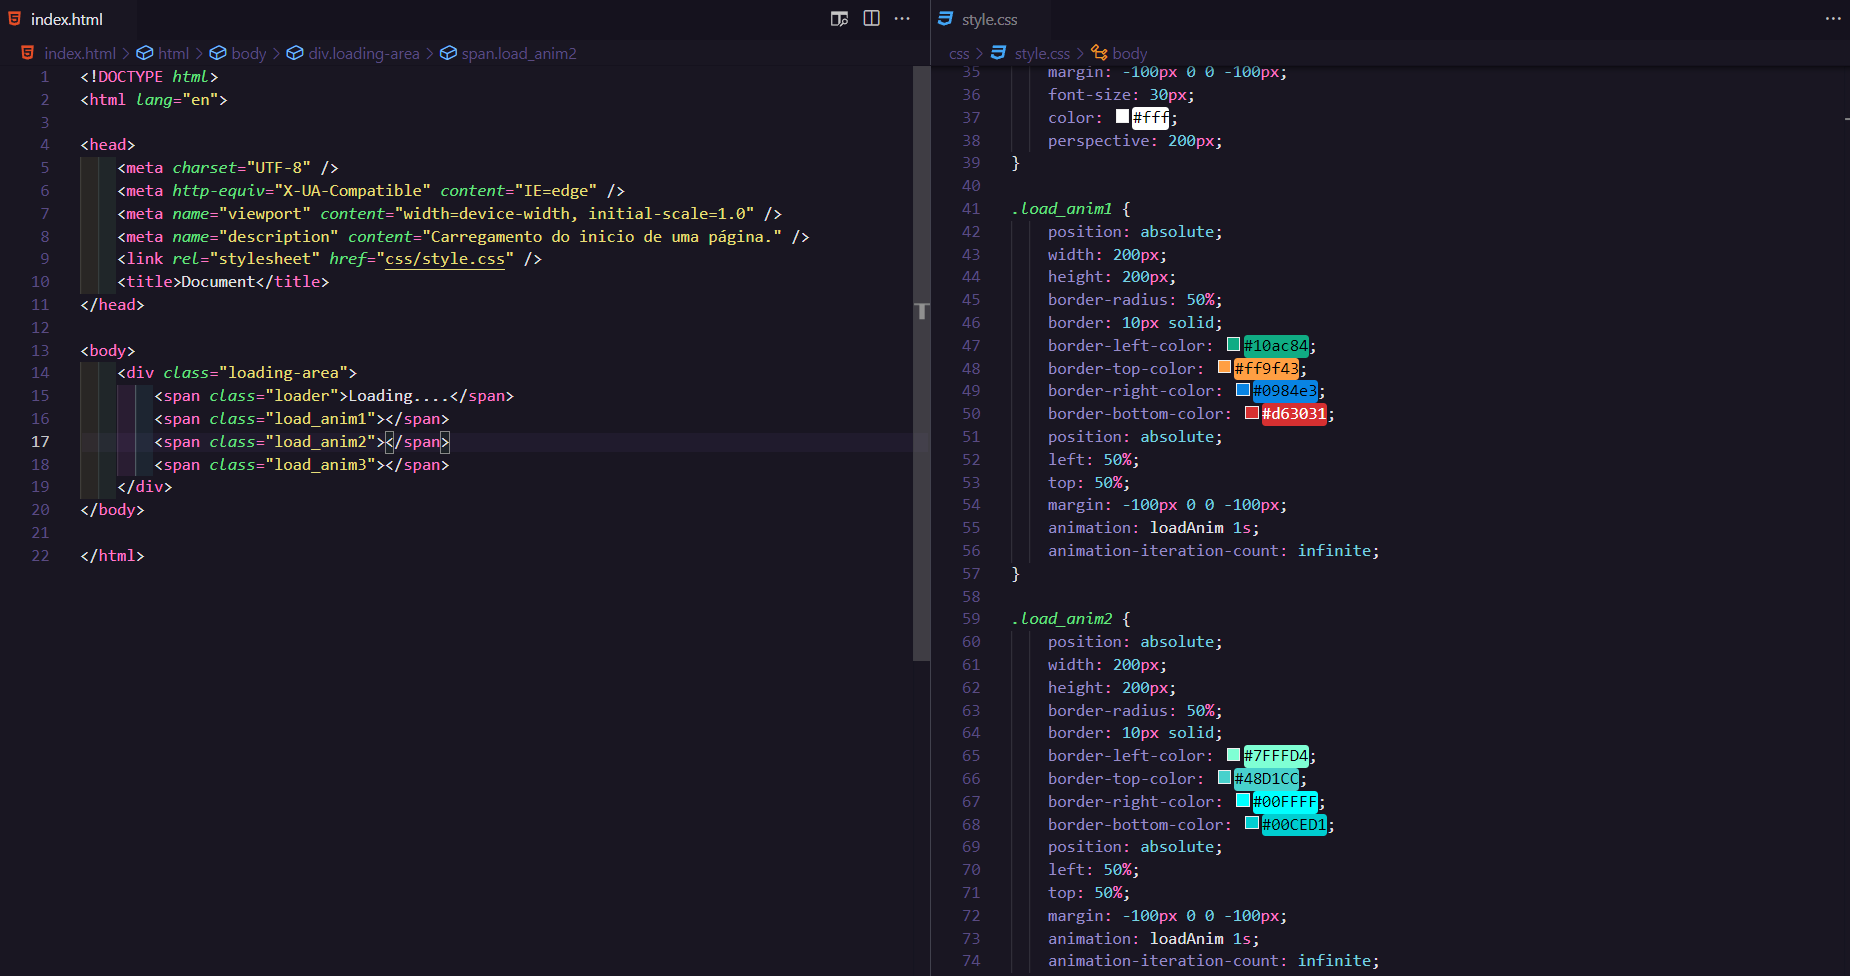 index.html
index.html > html > body > div.loading-area > span.load_anim2
1 <!DOCTYPE html>
2 <html lang="en">
3
4 <head>
5 <meta charset="UTF-8" />
6 <meta http-equiv="X-UA-Compatible" content="IE=edge" />
7 <meta name="viewport" content="width=device-width, initial-scale=1.0" />
8 <meta name="description" content="Carregamento do inicio de uma página." />
9 <link rel="stylesheet" href="css/style.css" />
10 <title>Document</title>
11 </head>
12
13 <body>
14 <div class="loading-area">
15 <span class="loader">Loading....</span>
16 <span class="load_anim1"></span>
17 <span class="load_anim2"></span>
18 <span class="load_anim3"></span>
19 </div>
20 </body>
21
22 </html>
style.css
css > style.css > body
35 margin: -100px 0 0 -100px;
36 font-size: 30px;
37 color: #fff;
38 perspective: 200px;
39 }
40
41 .load_anim1 {
42 position: absolute;
43 width: 200px;
44 height: 200px;
45 border-radius: 50%;
46 border: 10px solid;
47 border-left-color: #10ac84;
48 border-top-color: #ff9f43;
49 border-right-color: #0984e3;
50 border-bottom-color: #d63031;
51 position: absolute;
52 left: 50%;
53 top: 50%;
54 margin: -100px 0 0 -100px;
55 animation: loadAnim 1s;
56 animation-iteration-count: infinite;
57 }
58
59 .load_anim2 {
60 position: absolute;
61 width: 200px;
62 height: 200px;
63 border-radius: 50%;
64 border: 10px solid;
65 border-left-color: #7FFFD4;
66 border-top-color: #48D1CC;
67 border-right-color: #00FFFF;
68 border-bottom-color: #00CED1;
69 position: absolute;
70 left: 50%;
71 top: 50%;
72 margin: -100px 0 0 -100px;
73 animation: loadAnim 1s;
74 animation-iteration-count: infinite;